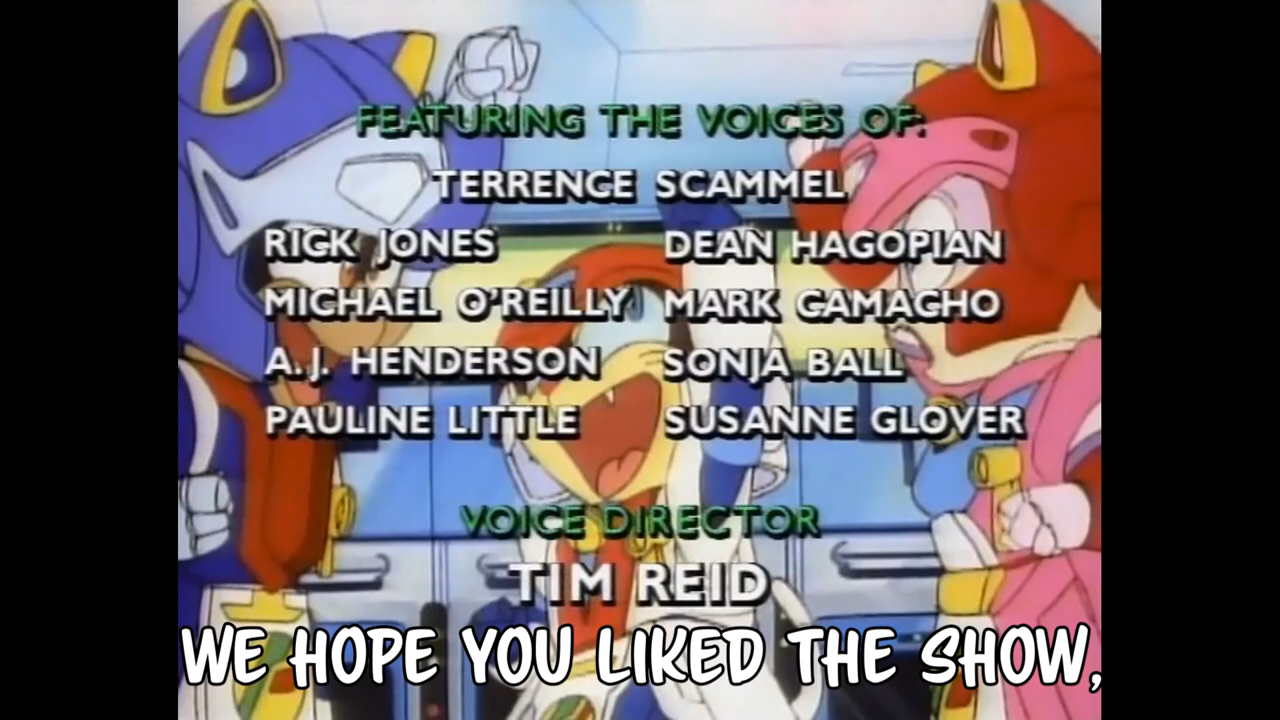 FEATURING THE VOICES OF:
TERRENCE SCAMMEL
RICK JONES DEAN HAGOPIAN
MICHAEL O'REILLY MARK CAMACHO
A.J. HENDERSON SONJA BALL
PAULINE LITTLE SUSANNE GLOVER
VOICE DIRECTOR
TIM REID
WE HOPE YOU LIKED THE SHOW,